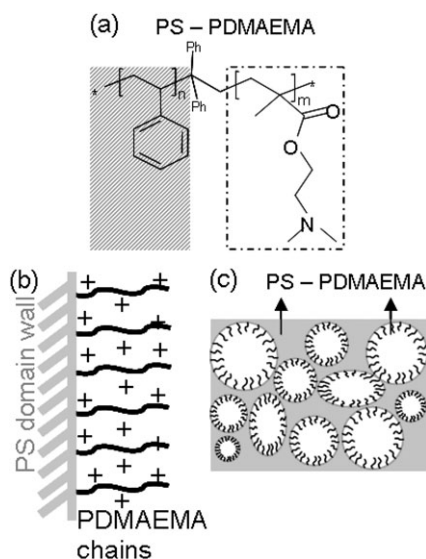 (a) PS – PDMAEMA
Ph
* n Ph m *
O
O
N
(b)
+ + +
PS domain wall
PDMAEMA
chains
(c) PS – PDMAEMA